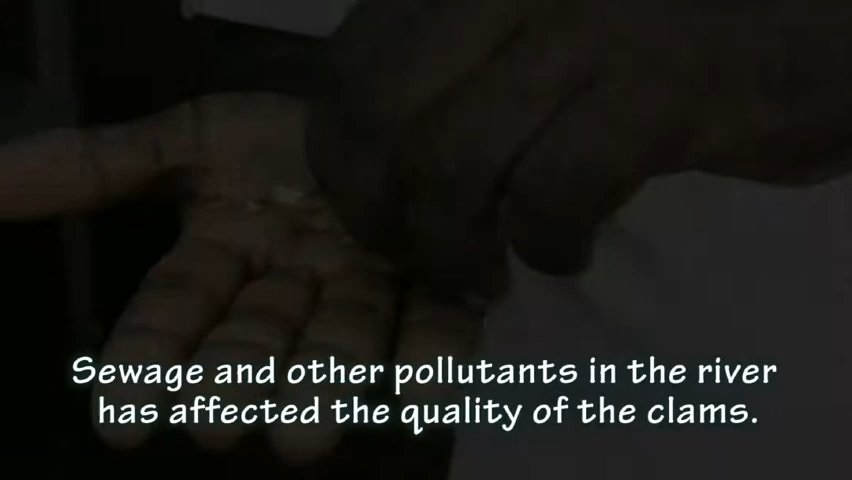 Sewage and other pollutants in the river
has affected the quality of the clams.